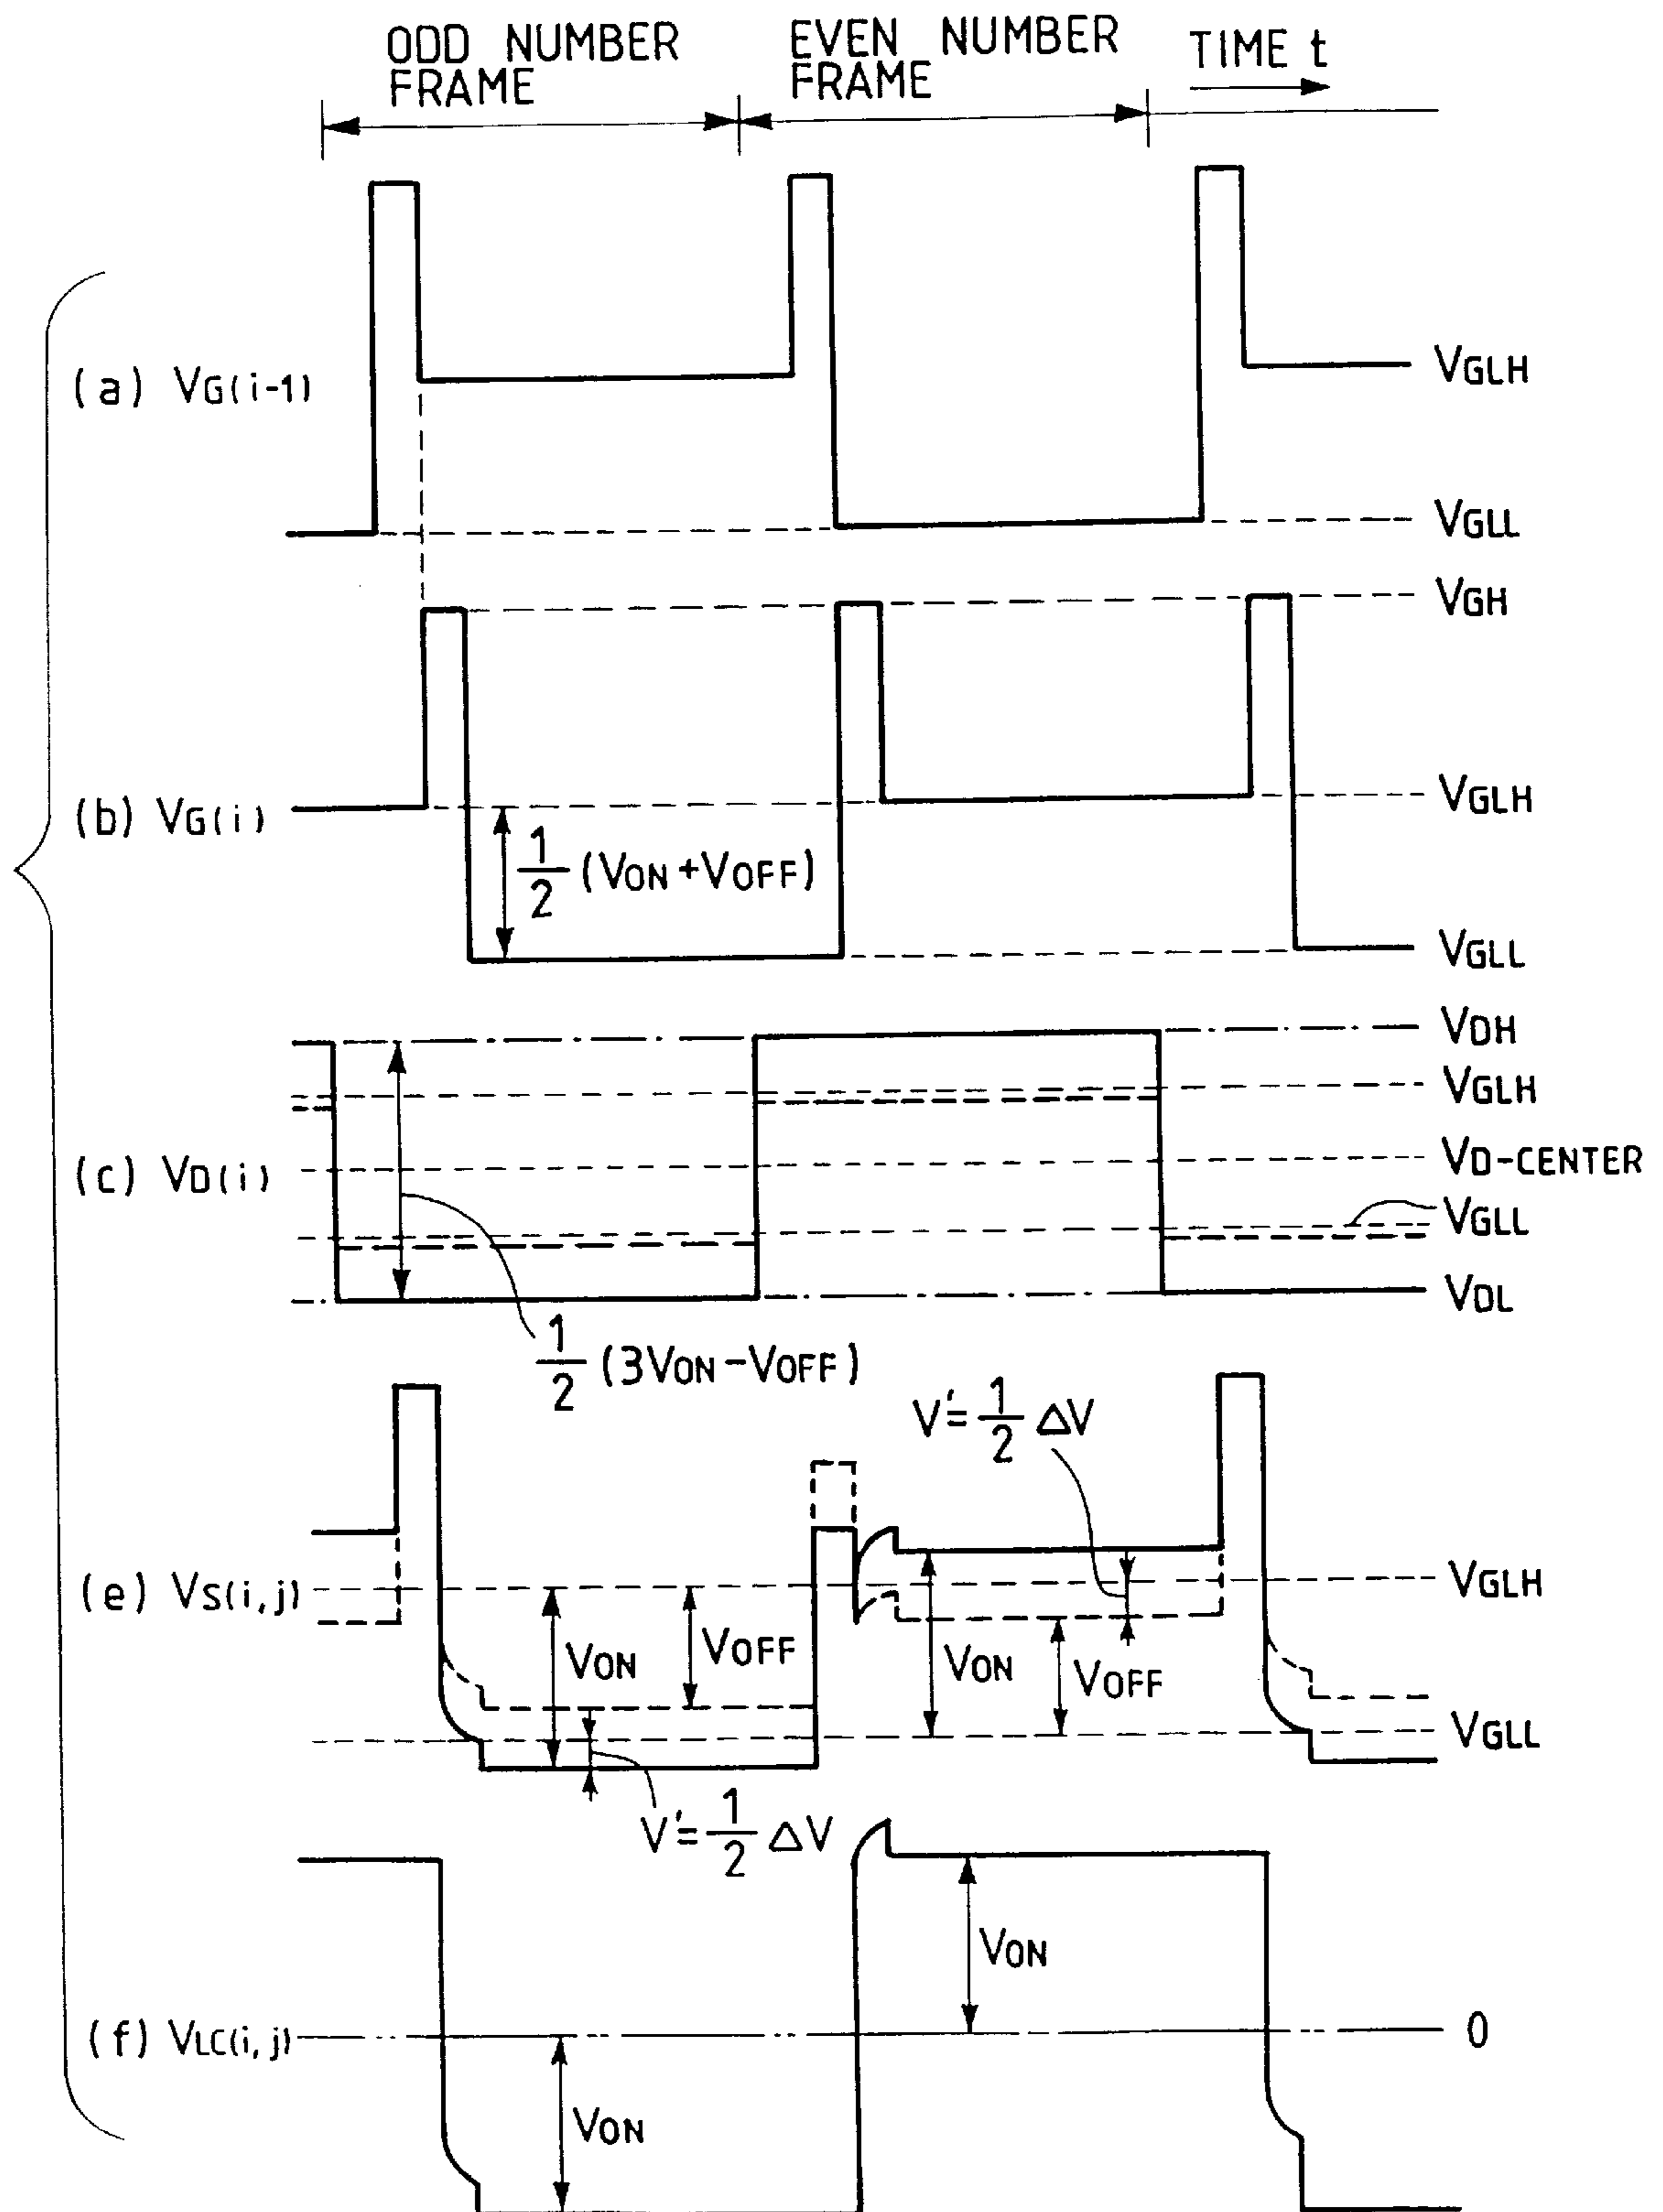 ODD NUMBER
FRAME
EVEN NUMBER
FRAME
TIME t
(a) VG(i-1)
VGLH
VGLL
VGH
(b) VG(i)
VGLH
1/2 (VON+VOFF)
VGLL
VDH
VGLH
(c) VD(i)
VD-CENTER
VGLL
VDL
1/2 (3VON-VOFF)
V'=1/2 ΔV
(e) VS(i,j)
VGLH
VON
VOFF
VON
VOFF
VGLL
V'=1/2 ΔV
VON
(f) VLC(i,j)
0
VON